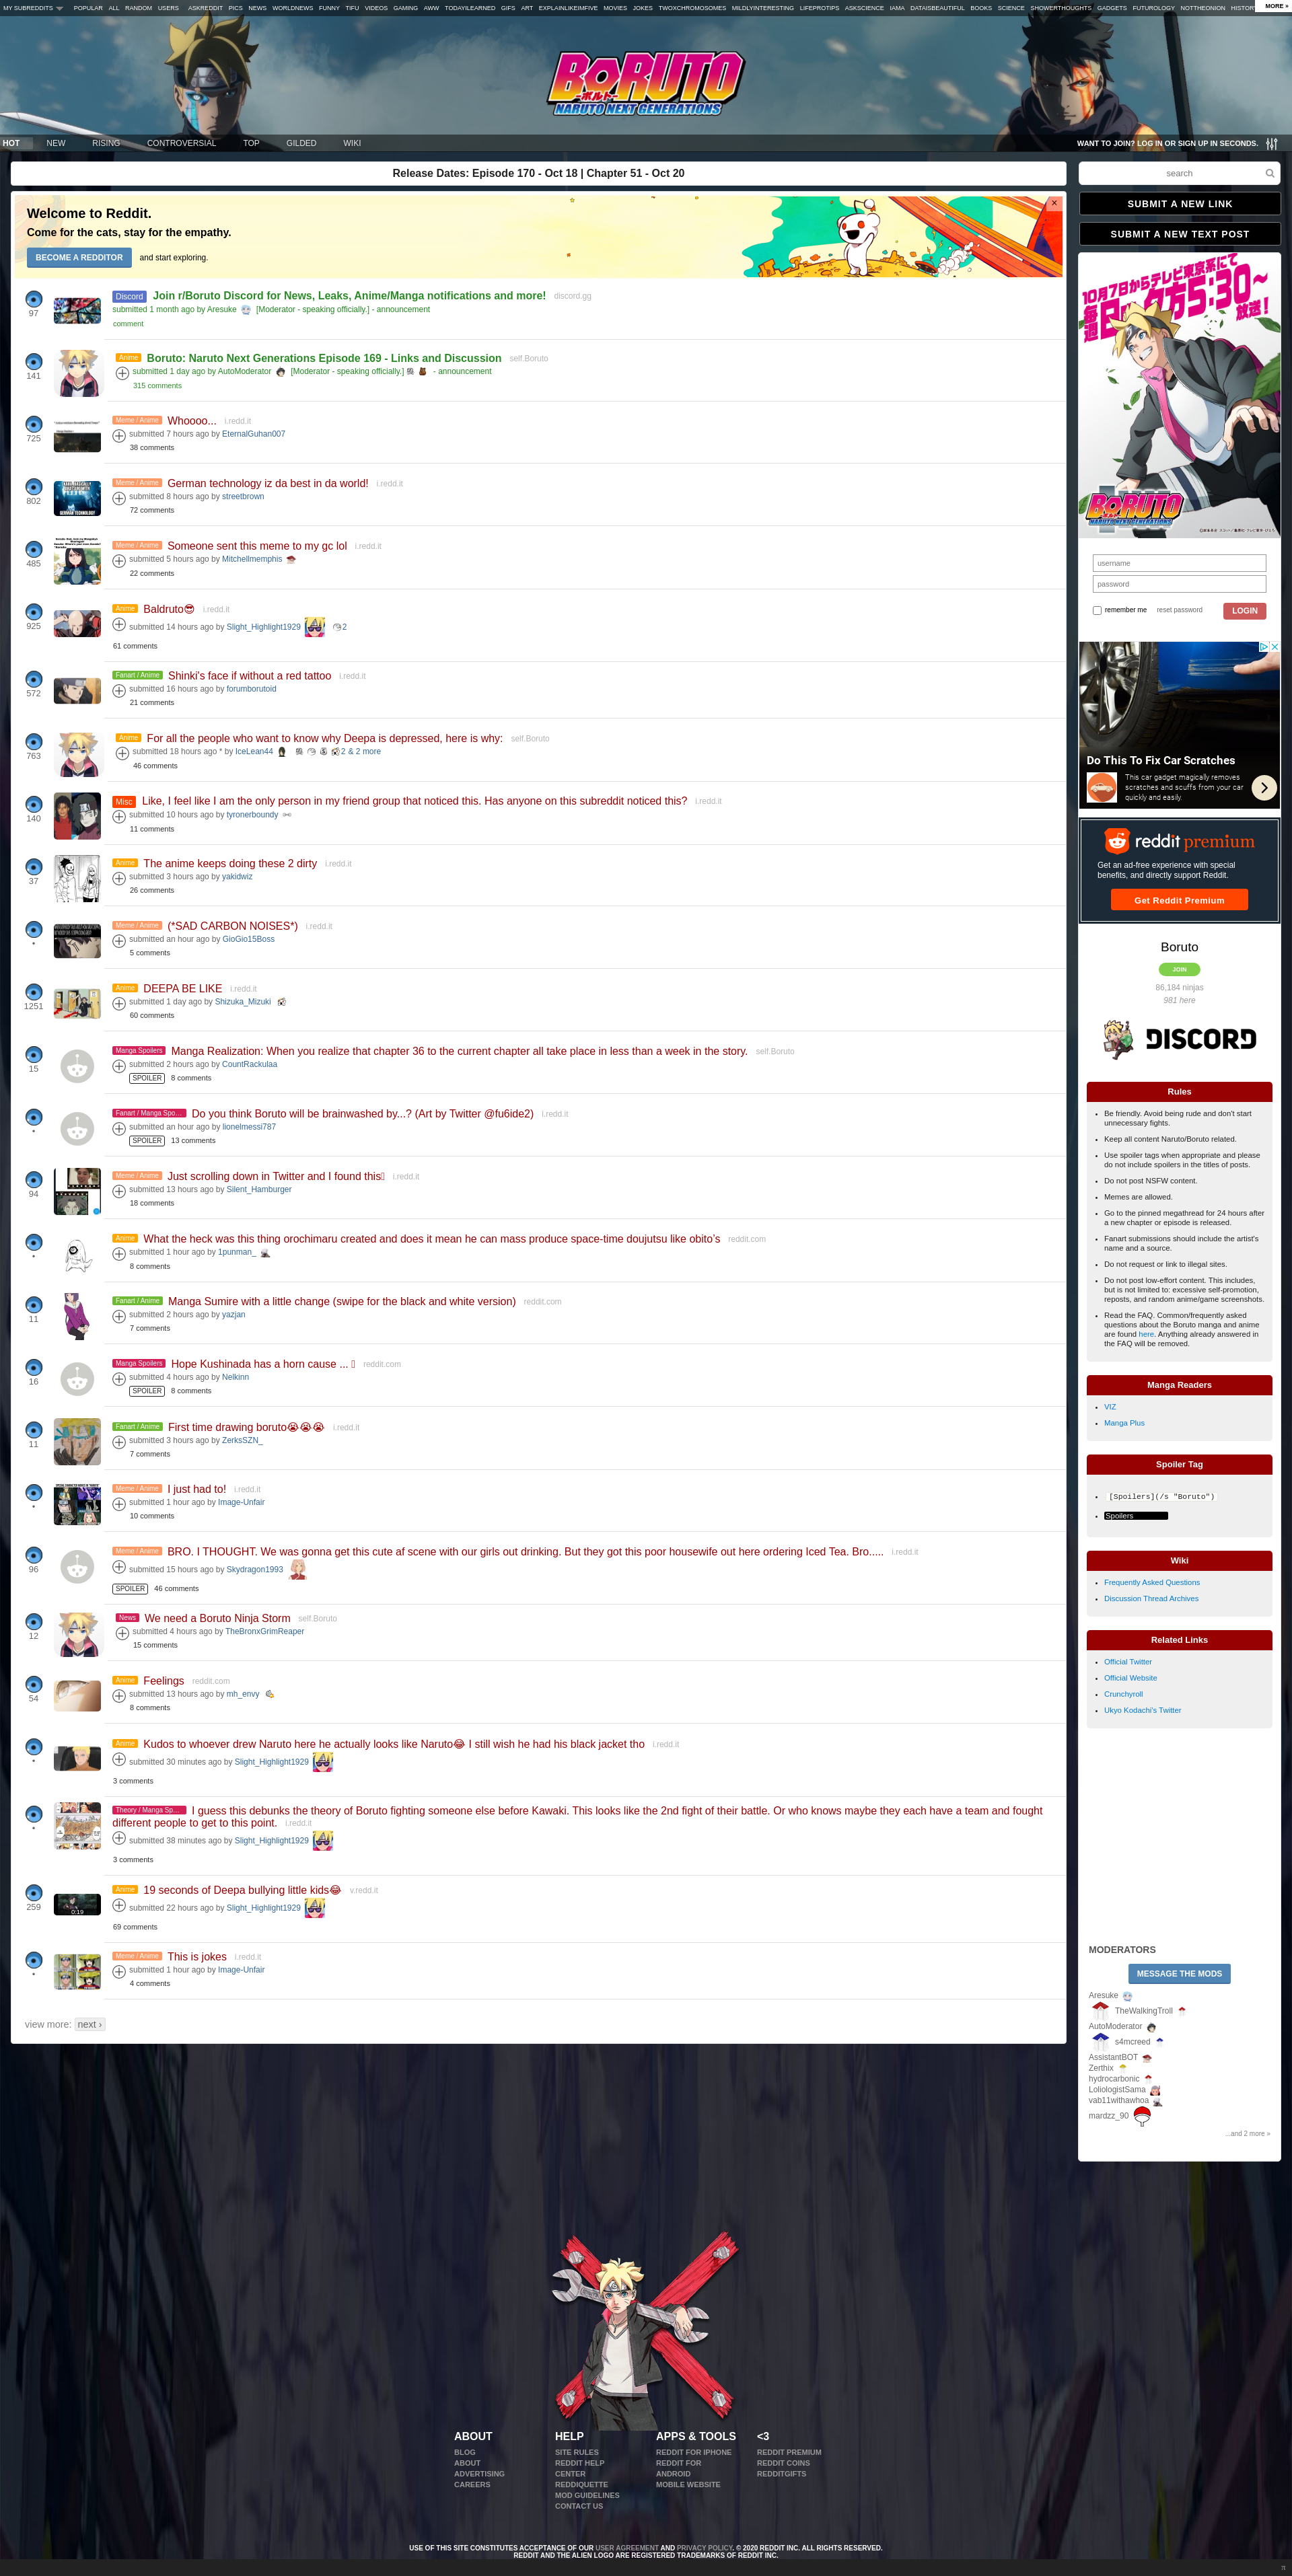 MY SUBREDDITS POPULAR ALL RANDOM USERS ASKREDDIT PICS NEWS WORLDNEWS FUNNY TIFU VIDEOS GAMING AWW TODAYILEARNED GIFS ART EXPLAINLIKEIMFIVE MOVIES JOKES TWOXCHROMOSOMES MILDLYINTERESTING LIFEPROTIPS ASKSCIENCE IAMA DATAISBEAUTIFUL BOOKS SCIENCE SHOWERTHOUGHTS GADGETS FUTUROLOGY NOTTHEONION HISTORY MORE »
BORUTO
-ボルト-
NARUTO NEXT GENERATIONS
HOT NEW RISING CONTROVERSIAL TOP GILDED WIKI
WANT TO JOIN? LOG IN OR SIGN UP IN SECONDS.
Release Dates: Episode 170 - Oct 18 | Chapter 51 - Oct 20
Welcome to Reddit.
Come for the cats, stay for the empathy.
BECOME A REDDITOR and start exploring.
×
97
Discord Join r/Boruto Discord for News, Leaks, Anime/Manga notifications and more! discord.gg
submitted 1 month ago by Aresuke [Moderator - speaking officially.] - announcement
comment
141
Anime Boruto: Naruto Next Generations Episode 169 - Links and Discussion self.Boruto
submitted 1 day ago by AutoModerator [Moderator - speaking officially.] - announcement
315 comments
725
Meme / Anime Whoooo... i.redd.it
submitted 7 hours ago by EternalGuhan007
38 comments
802
GERMAN TECHNOLOGY
Meme / Anime German technology iz da best in da world! i.redd.it
submitted 8 hours ago by streetbrown
72 comments
485
Meme / Anime Someone sent this meme to my gc lol i.redd.it
submitted 5 hours ago by Mitchellmemphis
22 comments
925
Anime Baldruto😎 i.redd.it
submitted 14 hours ago by Slight_Highlight1929 2
61 comments
572
Fanart / Anime Shinki's face if without a red tattoo i.redd.it
submitted 16 hours ago by forumborutoid
21 comments
763
Anime For all the people who want to know why Deepa is depressed, here is why: self.Boruto
submitted 18 hours ago * by IceLean44 2 & 2 more
46 comments
140
Misc Like, I feel like I am the only person in my friend group that noticed this. Has anyone on this subreddit noticed this? i.redd.it
submitted 10 hours ago by tyronerboundy
11 comments
37
Anime The anime keeps doing these 2 dirty i.redd.it
submitted 3 hours ago by yakidwiz
26 comments
•
Meme / Anime (*SAD CARBON NOISES*) i.redd.it
submitted an hour ago by GioGio15Boss
5 comments
1251
Anime DEEPA BE LIKE i.redd.it
submitted 1 day ago by Shizuka_Mizuki
60 comments
15
Manga Spoilers Manga Realization: When you realize that chapter 36 to the current chapter all take place in less than a week in the story. self.Boruto
submitted 2 hours ago by CountRackulaa
SPOILER 8 comments
•
Fanart / Manga Spo… Do you think Boruto will be brainwashed by...? (Art by Twitter @fu6ide2) i.redd.it
submitted an hour ago by lionelmessi787
SPOILER 13 comments
94
Meme / Anime Just scrolling down in Twitter and I found this▯ i.redd.it
submitted 13 hours ago by Silent_Hamburger
18 comments
•
Anime What the heck was this thing orochimaru created and does it mean he can mass produce space-time doujutsu like obito's reddit.com
submitted 1 hour ago by 1punman_
8 comments
11
Fanart / Anime Manga Sumire with a little change (swipe for the black and white version) reddit.com
submitted 2 hours ago by yazjan
7 comments
16
Manga Spoilers Hope Kushinada has a horn cause ... ▯ reddit.com
submitted 4 hours ago by Nelkinn
SPOILER 8 comments
11
Fanart / Anime First time drawing boruto😭😭😭 i.redd.it
submitted 3 hours ago by ZerksSZN_
7 comments
•
Meme / Anime I just had to! i.redd.it
submitted 1 hour ago by Image-Unfair
10 comments
96
Meme / Anime BRO. I THOUGHT. We was gonna get this cute af scene with our girls out drinking. But they got this poor housewife out here ordering Iced Tea. Bro..... i.redd.it
submitted 15 hours ago by Skydragon1993
SPOILER 46 comments
12
News We need a Boruto Ninja Storm self.Boruto
submitted 4 hours ago by TheBronxGrimReaper
15 comments
54
Anime Feelings reddit.com
submitted 13 hours ago by mh_envy
8 comments
•
Anime Kudos to whoever drew Naruto here he actually looks like Naruto😂 I still wish he had his black jacket tho i.redd.it
submitted 30 minutes ago by Slight_Highlight1929
3 comments
•
Theory / Manga Sp… I guess this debunks the theory of Boruto fighting someone else before Kawaki. This looks like the 2nd fight of their battle. Or who knows maybe they each have a team and fought
different people to get to this point. i.redd.it
submitted 38 minutes ago by Slight_Highlight1929
3 comments
259
0:19
Anime 19 seconds of Deepa bullying little kids😂 v.redd.it
submitted 22 hours ago by Slight_Highlight1929
69 comments
•
Meme / Anime This is jokes i.redd.it
submitted 1 hour ago by Image-Unfair
4 comments
view more: next ›
search
SUBMIT A NEW LINK
SUBMIT A NEW TEXT POST
10月7日からテレビ東京系にて
毎週日曜夕方5:30~
放送!
BORUTO
NARUTO NEXT GENERATIONS
username
password
remember me reset password LOGIN
Do This To Fix Car Scratches
This car gadget magically removes
scratches and scuffs from your car
quickly and easily.
reddit premium
Get an ad-free experience with special
benefits, and directly support Reddit.
Get Reddit Premium
Boruto
JOIN
86,184 ninjas
981 here
DISCORD
Rules
• Be friendly. Avoid being rude and don't start
unnecessary fights.
• Keep all content Naruto/Boruto related.
• Use spoiler tags when appropriate and please
do not include spoilers in the titles of posts.
• Do not post NSFW content.
• Memes are allowed.
• Go to the pinned megathread for 24 hours after
a new chapter or episode is released.
• Fanart submissions should include the artist's
name and a source.
• Do not request or link to illegal sites.
• Do not post low-effort content. This includes,
but is not limited to: excessive self-promotion,
reposts, and random anime/game screenshots.
• Read the FAQ. Common/frequently asked
questions about the Boruto manga and anime
are found here. Anything already answered in
the FAQ will be removed.
Manga Readers
• VIZ
• Manga Plus
Spoiler Tag
• [Spoilers](/s "Boruto")
• Spoilers
Wiki
• Frequently Asked Questions
• Discussion Thread Archives
Related Links
• Official Twitter
• Official Website
• Crunchyroll
• Ukyo Kodachi's Twitter
MODERATORS
MESSAGE THE MODS
Aresuke
TheWalkingTroll
AutoModerator
s4mcreed
AssistantBOT
Zerthix
hydrocarbonic
LoliologistSama
vab11withawhoa
mardzz_90
...and 2 more »
ABOUT
BLOG
ABOUT
ADVERTISING
CAREERS
HELP
SITE RULES
REDDIT HELP
CENTER
REDDIQUETTE
MOD GUIDELINES
CONTACT US
APPS & TOOLS
REDDIT FOR IPHONE
REDDIT FOR
ANDROID
MOBILE WEBSITE
<3
REDDIT PREMIUM
REDDIT COINS
REDDITGIFTS
USE OF THIS SITE CONSTITUTES ACCEPTANCE OF OUR USER AGREEMENT AND PRIVACY POLICY. © 2020 REDDIT INC. ALL RIGHTS RESERVED.
REDDIT AND THE ALIEN LOGO ARE REGISTERED TRADEMARKS OF REDDIT INC.
π